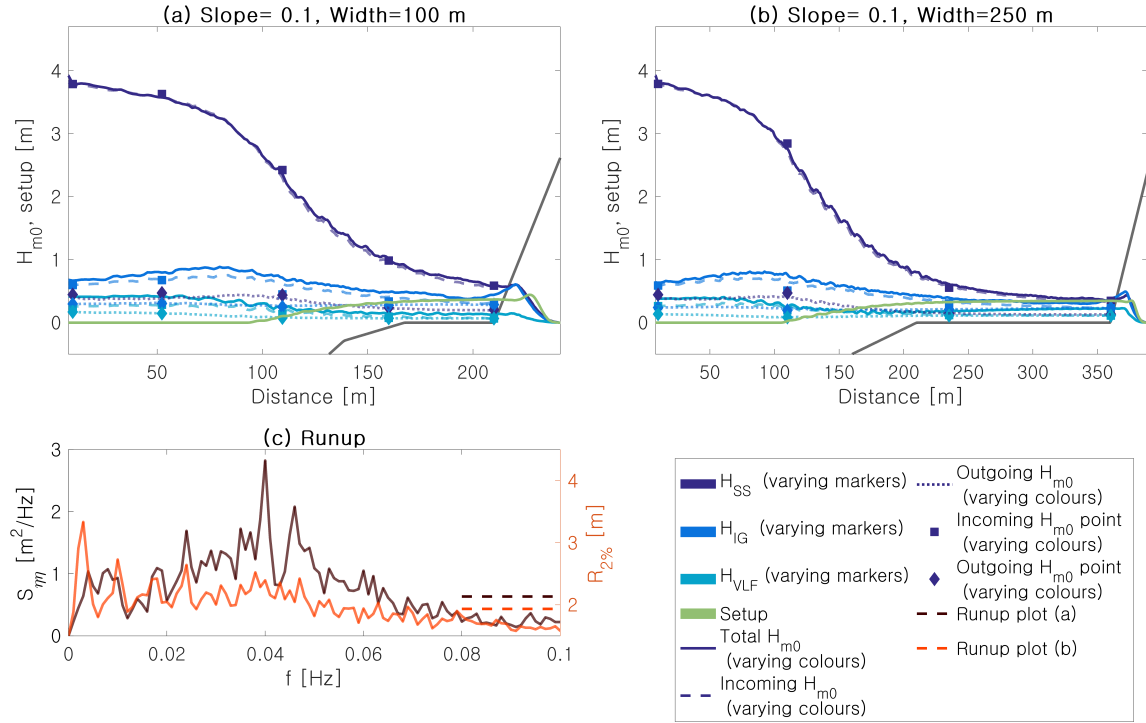 (a) Slope= 0.1, Width=100 m
4
3
2
1
0
H_m0, setup [m]
50
100
150
200
Distance [m]
(b) Slope= 0.1, Width=250 m
4
3
2
1
0
H_m0, setup [m]
50
100
150
200
250
300
350
Distance [m]
(c) Runup
3
2
1
0
S_η [m²/Hz]
4
3
2
R_2% [m]
0
0.02
0.04
0.06
0.08
0.1
f [Hz]
H_SS (varying markers)
H_IG (varying markers)
H_VLF (varying markers)
Setup
Total H_m0
(varying colours)
Incoming H_m0
(varying colours)
Outgoing H_m0
(varying colours)
Incoming H_m0 point
(varying colours)
Outgoing H_m0 point
(varying colours)
Runup plot (a)
Runup plot (b)